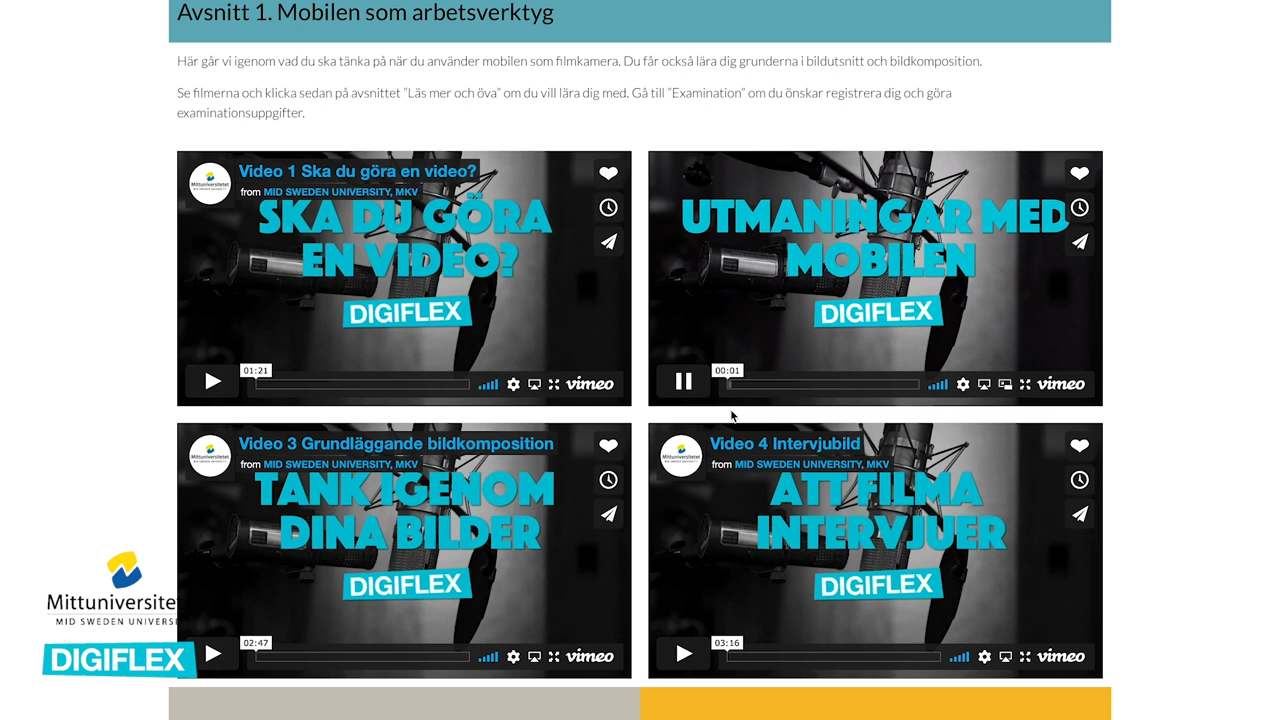 Avsnitt 1. Mobilen som arbetsverktyg
Här går vi igenom vad du ska tänka på när du använder mobilen som filmkamera. Du får också lära dig grunderna i bildutsnitt och bildkomposition.
Se filmerna och klicka sedan på avsnittet "Läs mer och öva" om du vill lära dig med. Gå till "Examination" om du önskar registrera dig och göra
examinationsuppgifter.
Mittuniversitetet
Video 1 Ska du göra en video?
from MID SWEDEN UNIVERSITY, MKV
SKA DU GÖRA
EN VIDEO?
DIGIFLEX
01:21
vimeo
UTMANINGAR MED
MOBILEN
DIGIFLEX
00:01
vimeo
Mittuniversitetet
Video 3 Grundläggande bildkomposition
from MID SWEDEN UNIVERSITY, MKV
TÄNK IGENOM
DINA BILDER
DIGIFLEX
02:47
vimeo
Mittuniversitetet
Video 4 Intervjubild
from MID SWEDEN UNIVERSITY, MKV
ATT FILMA
INTERVJUER
DIGIFLEX
03:16
vimeo
Mittuniversitet
MID SWEDEN UNIVERSI
DIGIFLEX